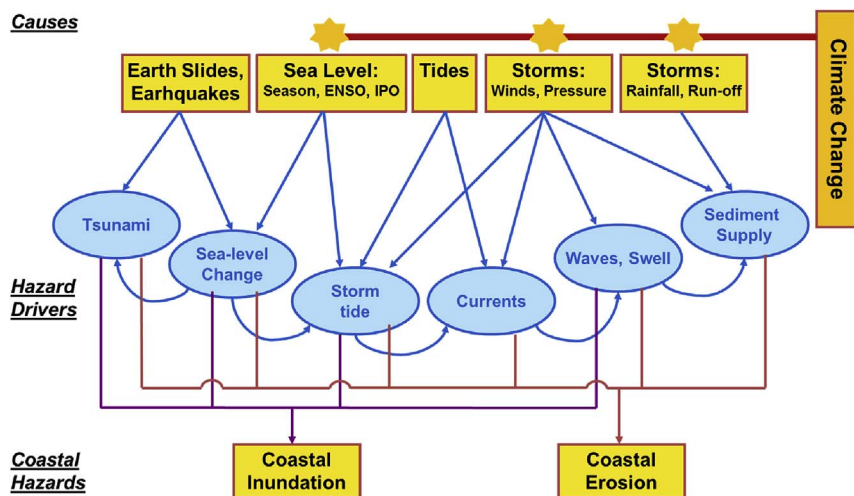 Causes
Earth Slides,
Earhquakes
Sea Level:
Season, ENSO, IPO
Tides
Storms:
Winds, Pressure
Storms:
Rainfall, Run-off
Climate Change
Tsunami
Sea-level
Change
Storm
tide
Currents
Waves, Swell
Sediment
Supply
Hazard
Drivers
Coastal
Hazards
Coastal
Inundation
Coastal
Erosion